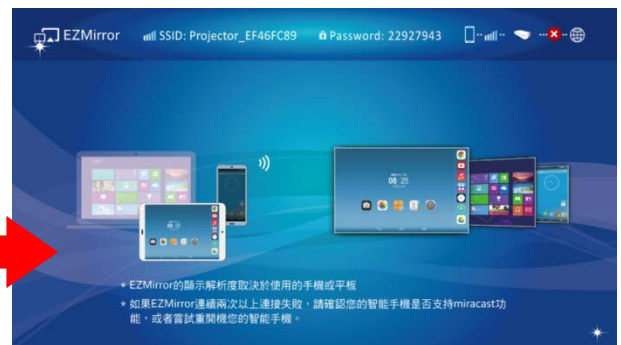 EZMirror SSID: Projector_EF46FC89 Password: 22927943
08 25
* EZMirror的顯示解析度取決於使用的手機或平板
* 如果EZMirror連續兩次以上連接失敗,請確認您的智能手機是否支持miracast功
能,或者嘗試重開機您的智能手機。